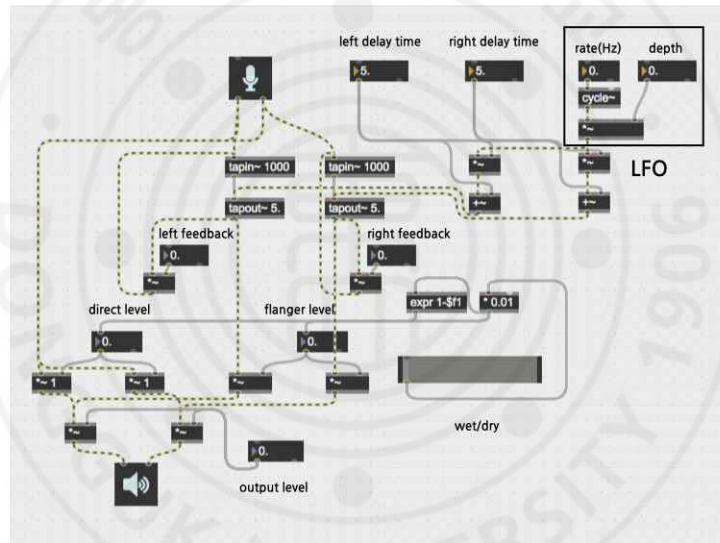 left delay time
right delay time
rate(Hz)
depth
5.
5.
0.
0.
cycle~
*~
LFO
tapin~ 1000
tapin~ 1000
*~
*~
tapout~ 5.
tapout~ 5.
+~
+~
left feedback
right feedback
0.
0.
*~
*~
expr 1-$f1
* 0.01
direct level
flanger level
0.
0.
*~ 1
*~ 1
*~
*~
wet/dry
*~
*~
0.
output level
1906